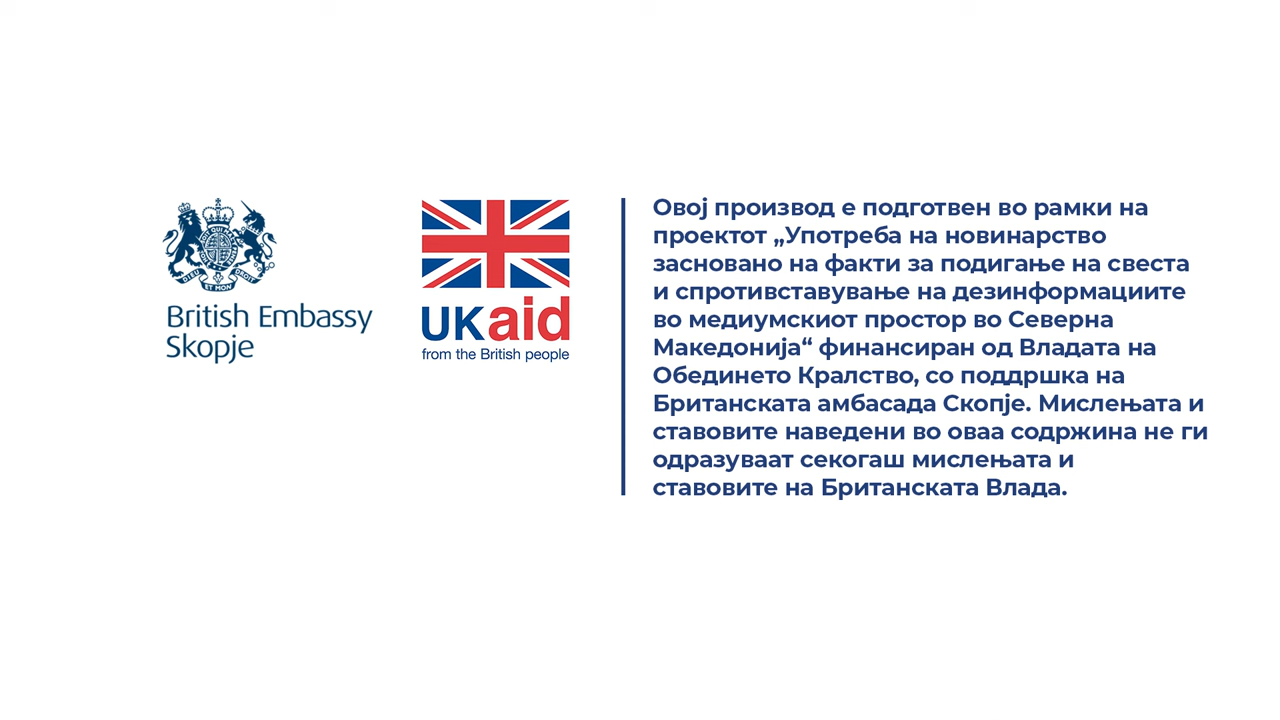 British Embassy
Skopje
UKaid
from the British people
Овој производ е подготвен во рамки на
проектот „Употреба на новинарство
засновано на факти за подигање на свеста
и спротивставување на дезинформациите
во медиумскиот простор во Северна
Македонија“ финансиран од Владата на
Обединето Кралство, со поддршка на
Британската амбасада Скопје. Мислењата и
ставовите наведени во оваа содржина не ги
одразуваат секогаш мислењата и
ставовите на Британската Влада.